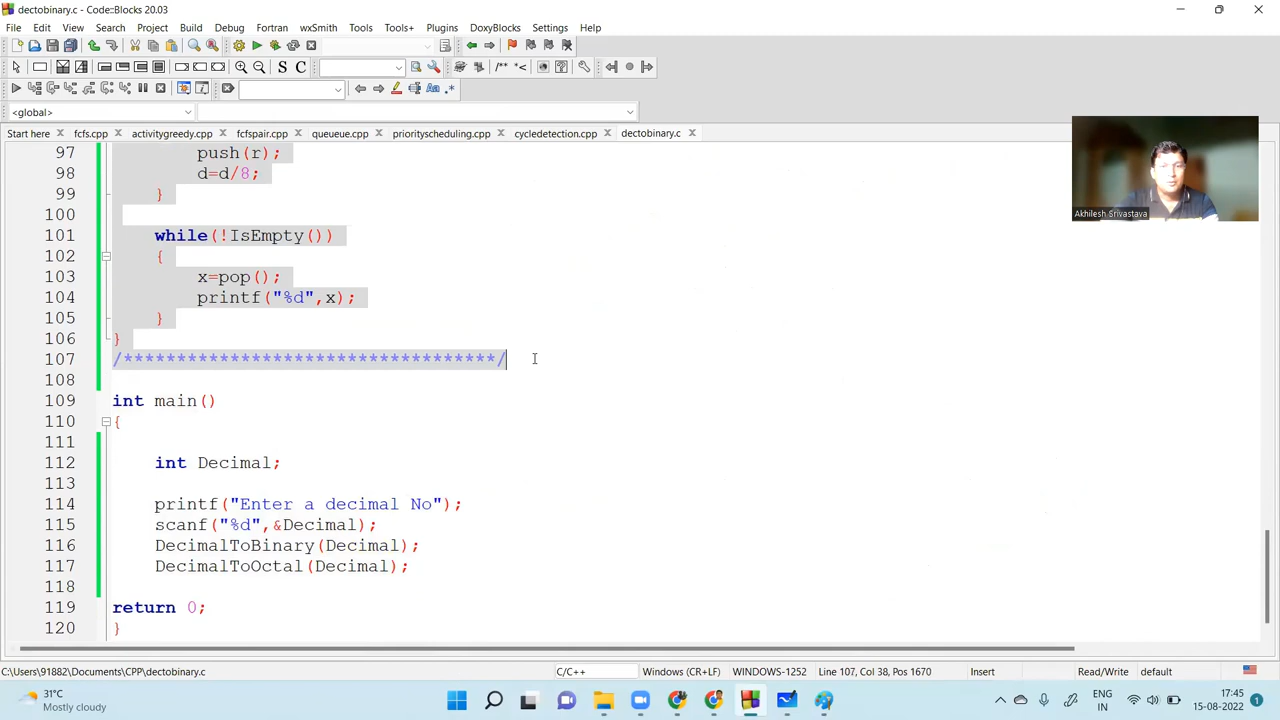 dectobinary.c - Code::Blocks 20.03
File Edit View Search Project Build Debug Fortran wxSmith Tools Tools+ Plugins DoxyBlocks Settings Help
S C
/** *<
Aa .*
<global>
Start here fcfs.cpp activitygreedy.cpp fcfspair.cpp queueue.cpp priorityscheduling.cpp cycledetection.cpp dectobinary.c
97 push(r);
98 d=d/8;
99 }
100
101 while(!IsEmpty())
102 {
103 x=pop();
104 printf("%d",x);
105 }
106 }
107 /***********************************/
108
109 int main()
110 {
111
112 int Decimal;
113
114 printf("Enter a decimal No");
115 scanf("%d",&Decimal);
116 DecimalToBinary(Decimal);
117 DecimalToOctal(Decimal);
118
119 return 0;
120 }
Akhilesh Srivastava
C:\Users\91882\Documents\CPP\dectobinary.c C/C++ Windows (CR+LF) WINDOWS-1252 Line 107, Col 38, Pos 1670 Insert Read/Write default
31°C
Mostly cloudy
ENG
IN
17:45
15-08-2022
1